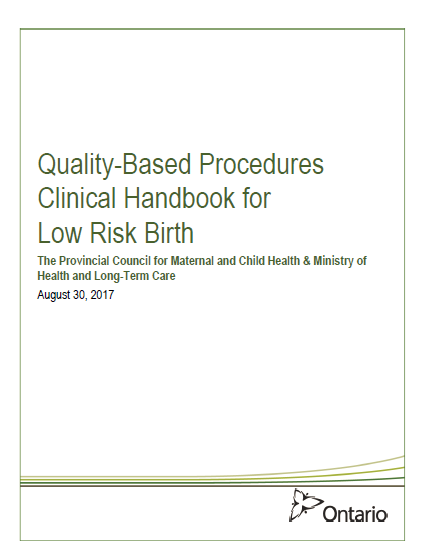 Quality-Based Procedures
Clinical Handbook for
Low Risk Birth
The Provincial Council for Maternal and Child Health & Ministry of
Health and Long-Term Care
August 30, 2017
Ontario